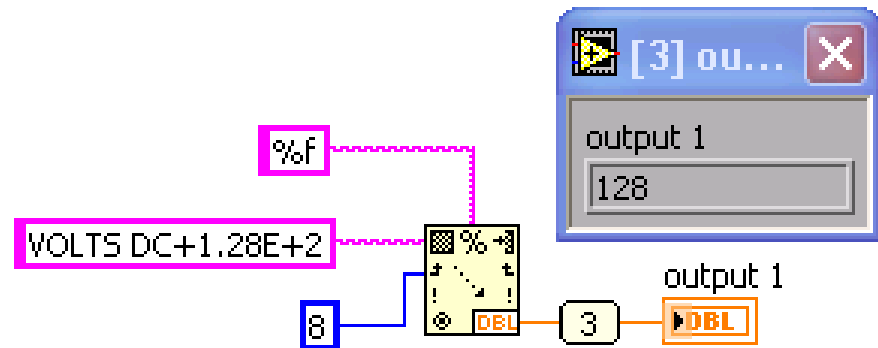 [3] ou...
output 1
128
%f
VOLTS DC+1.28E+2
%
8
DBL
3
output 1
DBL